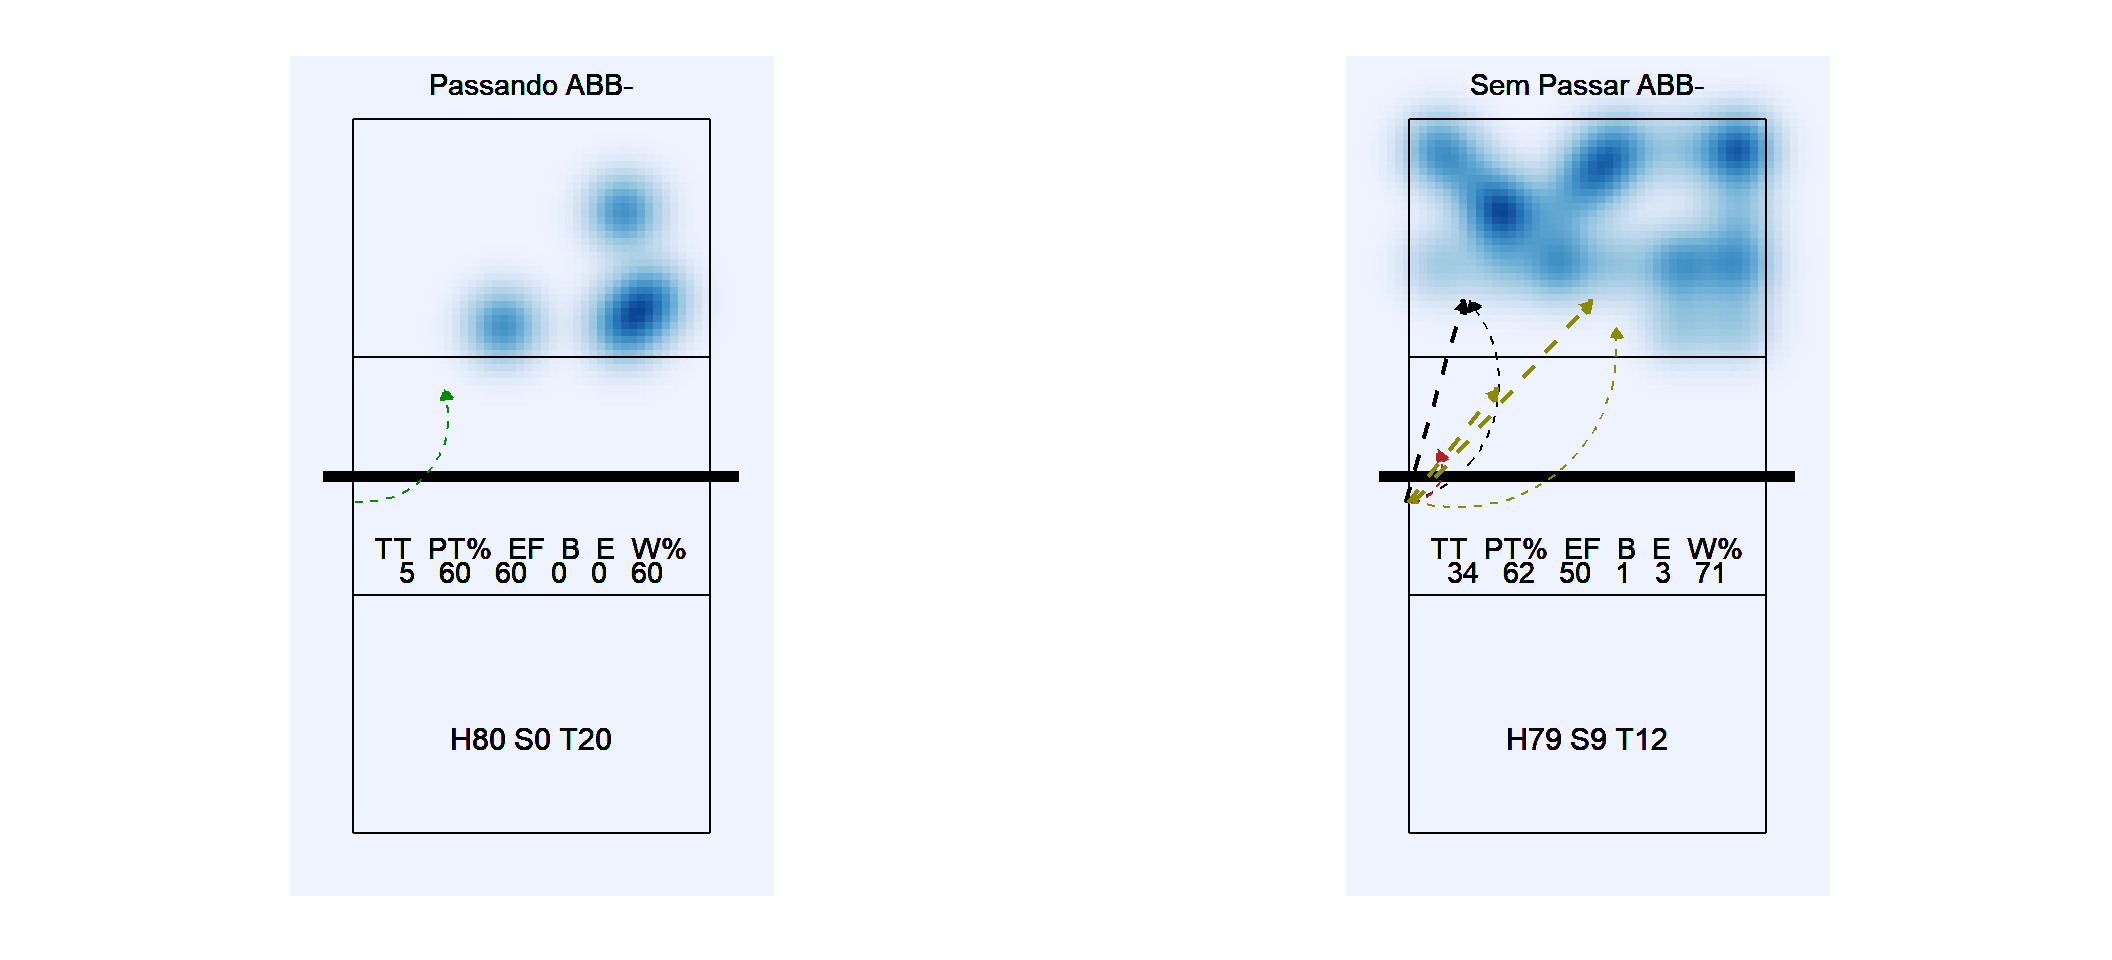 Passando ABB-
TT PT% EF B E W%
5 60 60 0 0 60
H80 S0 T20
Sem Passar ABB-
TT PT% EF B E W%
34 62 50 1 3 71
H79 S9 T12